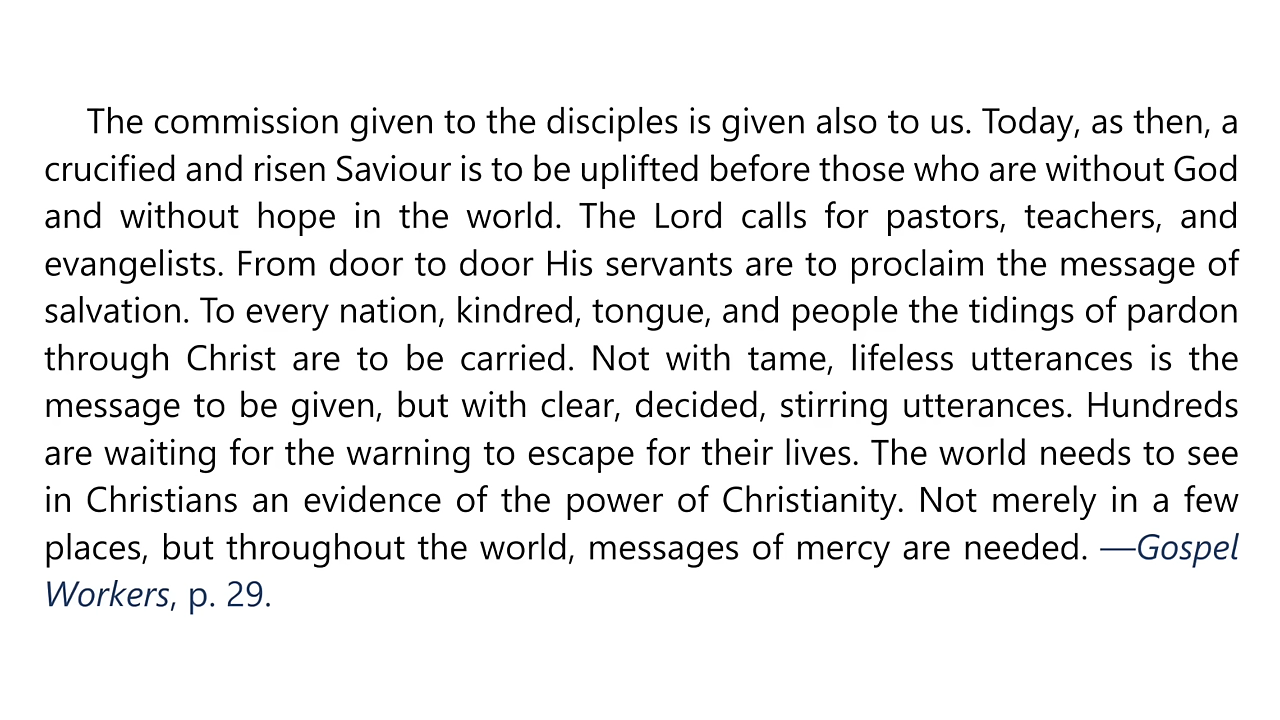 The commission given to the disciples is given also to us. Today, as then, a
crucified and risen Saviour is to be uplifted before those who are without God
and without hope in the world. The Lord calls for pastors, teachers, and
evangelists. From door to door His servants are to proclaim the message of
salvation. To every nation, kindred, tongue, and people the tidings of pardon
through Christ are to be carried. Not with tame, lifeless utterances is the
message to be given, but with clear, decided, stirring utterances. Hundreds
are waiting for the warning to escape for their lives. The world needs to see
in Christians an evidence of the power of Christianity. Not merely in a few
places, but throughout the world, messages of mercy are needed. —Gospel
Workers, p. 29.